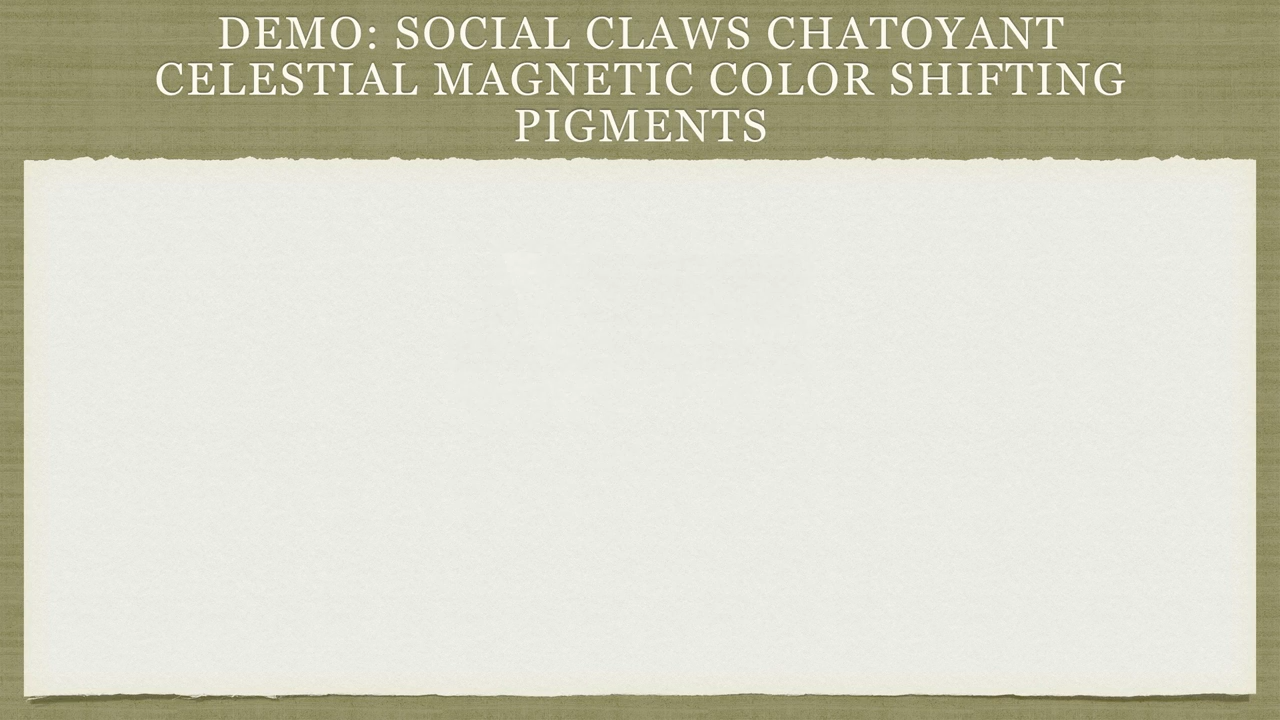 DEMO: SOCIAL CLAWS CHATOYANT
CELESTIAL MAGNETIC COLOR SHIFTING
PIGMENTS